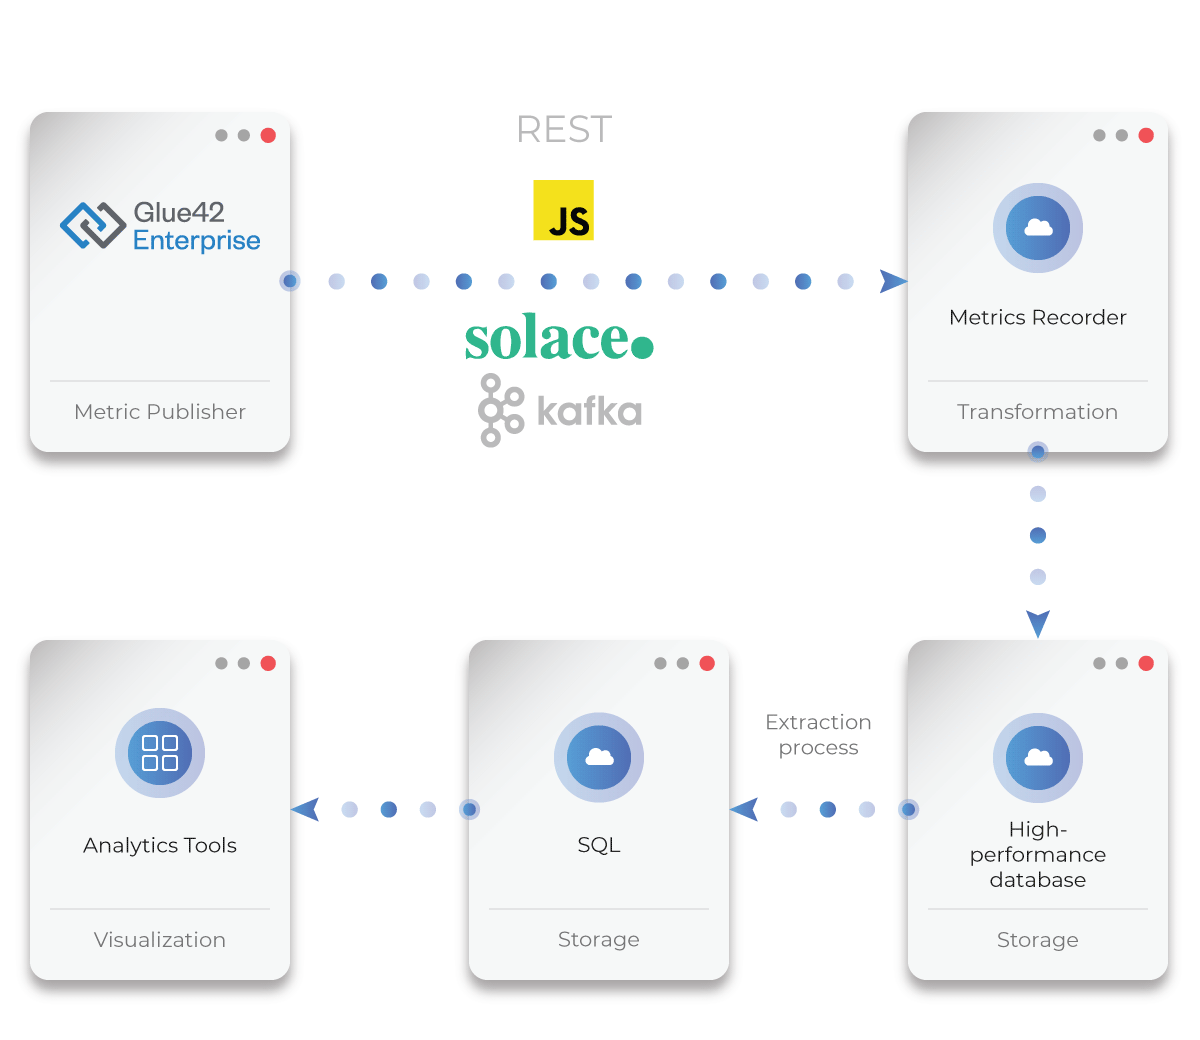 REST
JS
Glue42
Enterprise
solace.
kafka
Metric Publisher
Metrics Recorder
Transformation
Extraction
process
Analytics Tools
Visualization
SQL
Storage
High-
performance
database
Storage